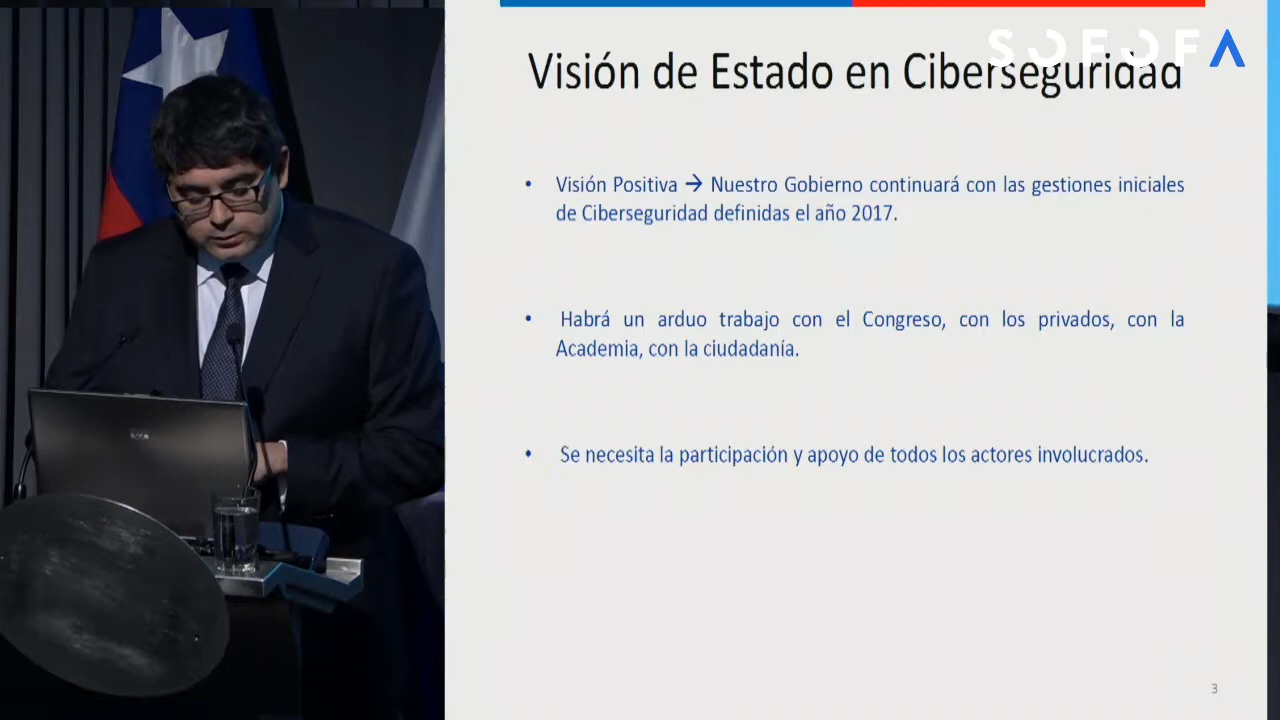 SOFOFA
Visión de Estado en Ciberseguridad
• Visión Positiva → Nuestro Gobierno continuará con las gestiones iniciales
de Ciberseguridad definidas el año 2017.
• Habrá un arduo trabajo con el Congreso, con los privados, con la
Academia, con la ciudadanía.
• Se necesita la participación y apoyo de todos los actores involucrados.
3